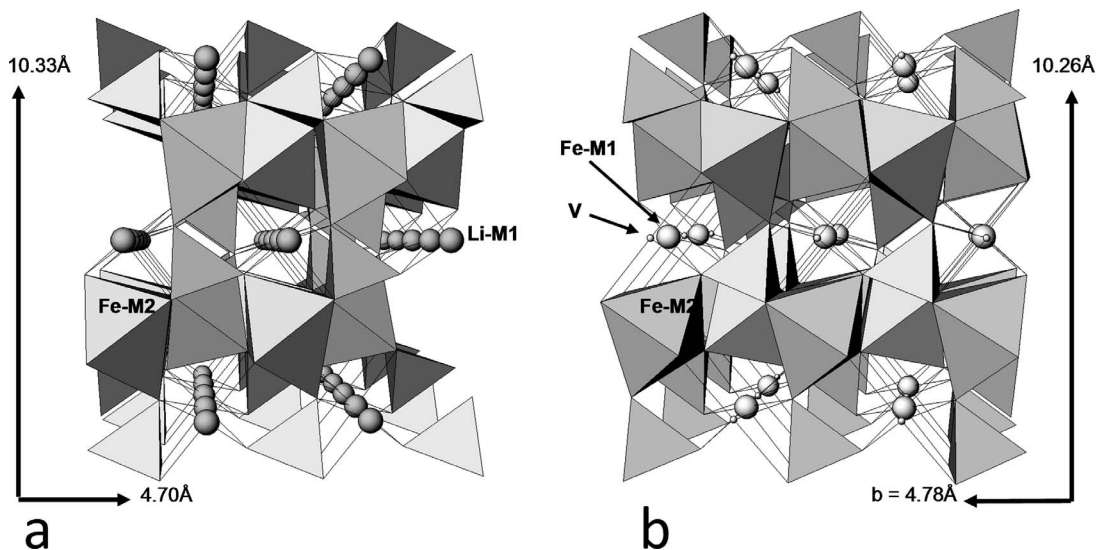 10.33Å
Li-M1
Fe-M2
4.70Å
a
10.26Å
Fe-M1
V
Fe-M2
b = 4.78Å
b